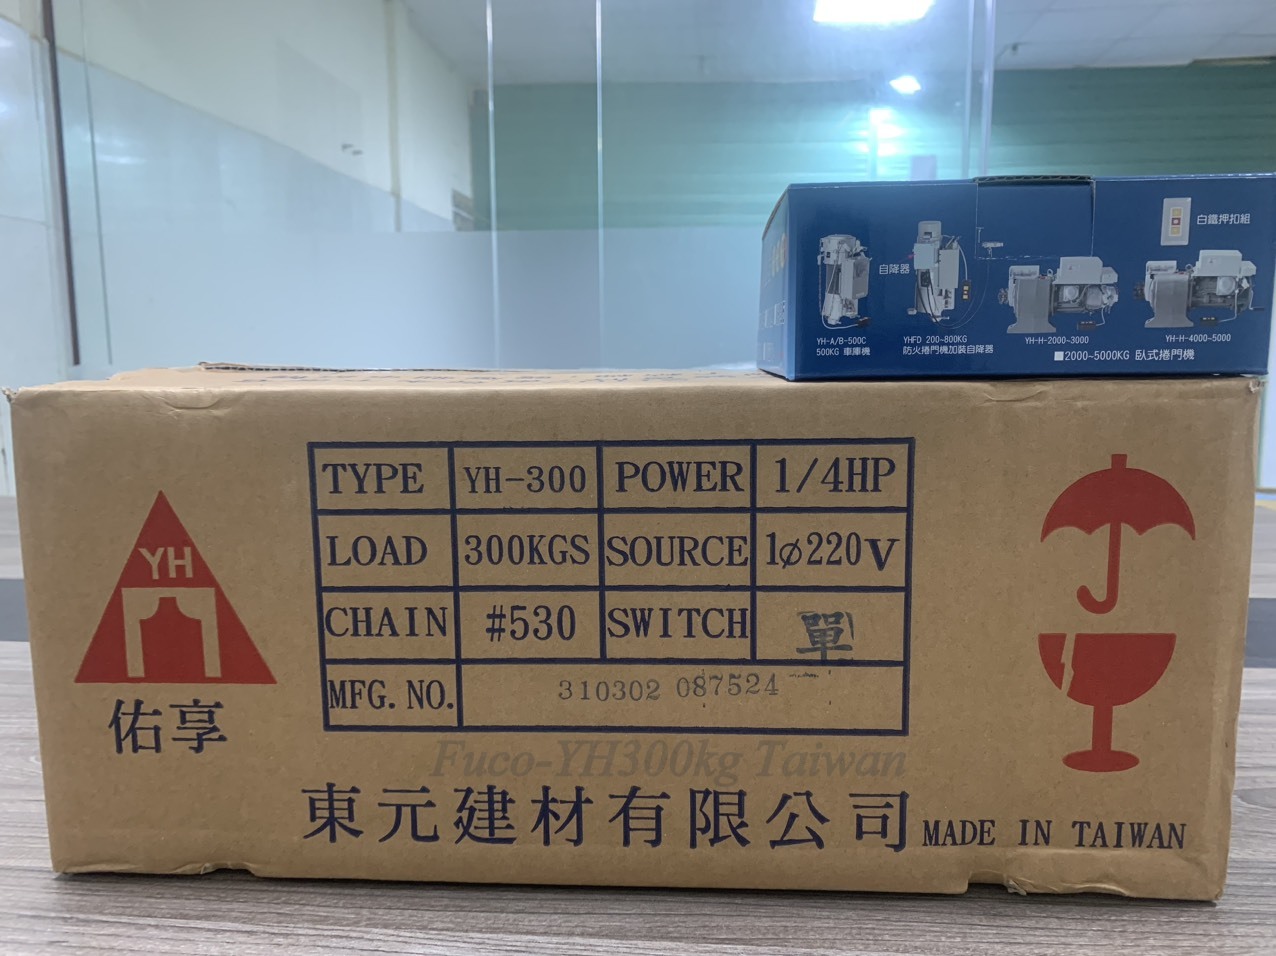 白鐵押扣組
自降器
YH-A/B-50C
500KG 車庫機
YHFD 200-800KG
防火捲門機加裝自降器
YH-H-2000-3000
YH-H-4000-5000
2000-5000KG 臥式捲門機
TYPE YH-300 POWER 1/4HP
LOAD 300KGS SOURCE 1ø220V
CHAIN #530 SWITCH 單
MFG. NO. 310302 087524
YH
佑享
Fuco-YH300kg Taiwan
東元建材有限公司 MADE IN TAIWAN